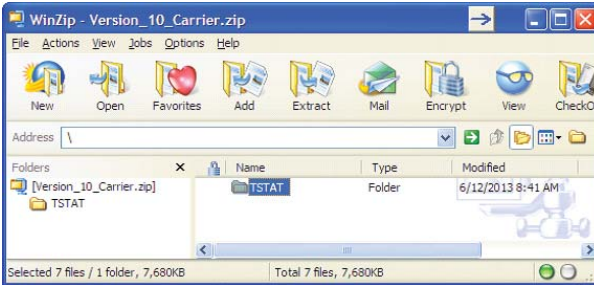 WinZip - Version_10_Carrier.zip
File Actions View Jobs Options Help
New Open Favorites Add Extract Mail Encrypt View CheckO
Address \
Folders Name Type Modified
[Version_10_Carrier.zip] TSTAT Folder 6/12/2013 8:41 AM
TSTAT
Selected 7 files / 1 folder, 7,680KB Total 7 files, 7,680KB